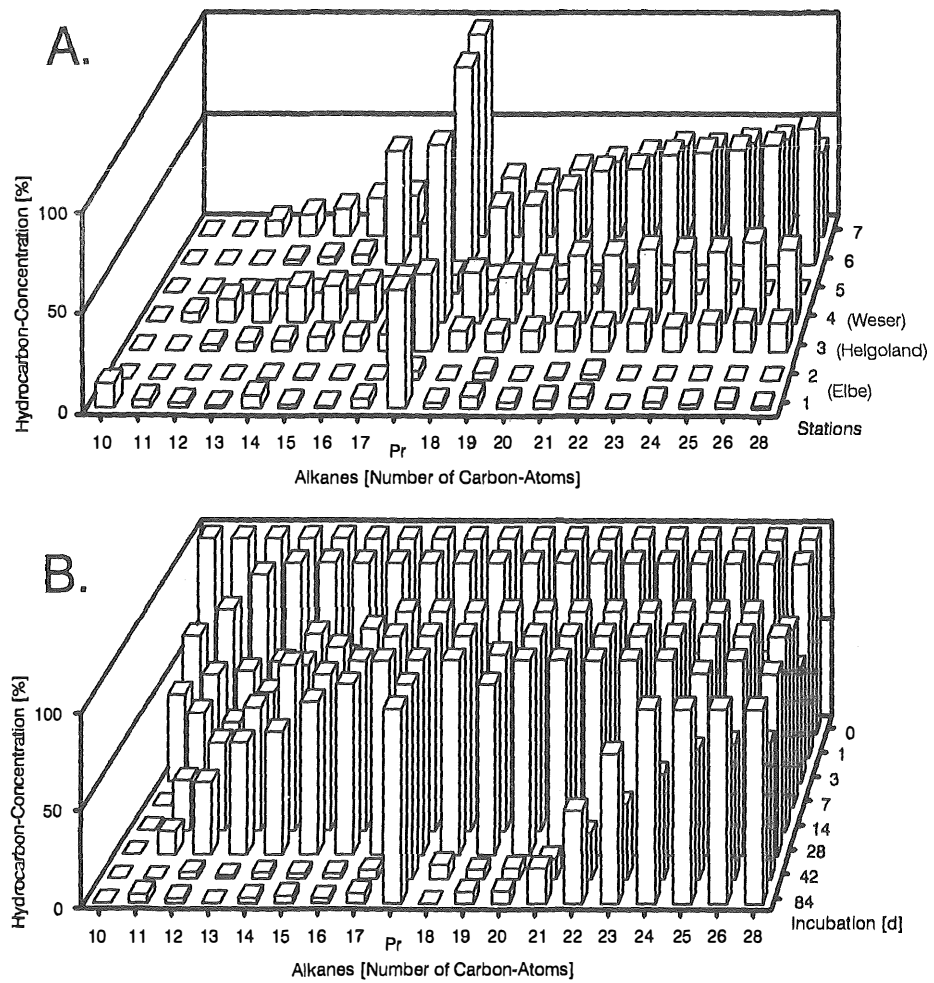 A.
Hydrocarbon-Concentration [%]
100
50
0
7
6
5
4 (Weser)
3 (Helgoland)
2
1 (Elbe)
Stations
10 11 12 13 14 15 16 17 Pr 18 19 20 21 22 23 24 25 26 28
Alkanes [Number of Carbon-Atoms]
B.
Hydrocarbon-Concentration [%]
100
50
0
0
1
3
7
14
28
42
84
Incubation [d]
10 11 12 13 14 15 16 17 Pr 18 19 20 21 22 23 24 25 26 28
Alkanes [Number of Carbon-Atoms]